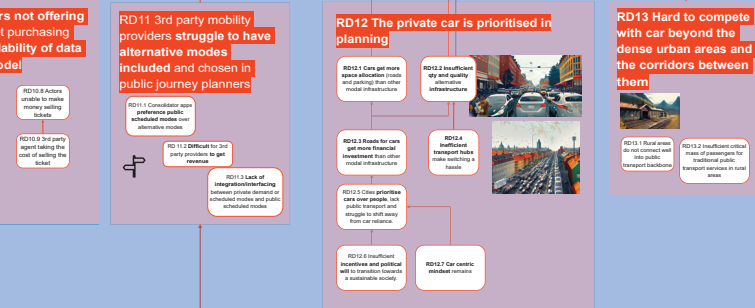 rs not offering
t purchasing
lability of data
odel
RD10.8 Actors
unable to make
money selling
tickets
RD10.9 3rd party
agent taking the
cost of selling the
ticket
RD11 3rd party mobility
providers struggle to have
alternative modes
included and chosen in
public journey planners
RD11.1 Consolidator apps
preference public
scheduled modes over
alternative modes
RD 11.2 Difficult for 3rd
party providers to get
revenue
RD11.3 Lack of
integration/interfacing
between private demand or
scheduled modes and public
scheduled modes
RD12 The private car is prioritised in
planning
RD12.1 Cars get more
space allocation (roads
and parking) than other
modal infrastructure
RD12.2 Insufficient
qty and quality
alternative
infrastructure
RD12.3 Roads for cars
get more financial
investment than other
modal infrastructure
RD12.4
Inefficient
transport hubs
make switching a
hassle
RD12.5 Cities prioritise
cars over people, lack
public transport and
struggle to shift away
from car reliance.
RD12.6 Insufficient
incentives and political
will to transition towards
a sustainable society.
RD12.7 Car centric
mindset remains
RD13 Hard to compete
with car beyond the
dense urban areas and
the corridors between
them
RD13.1 Rural areas
do not connect well
into public
transport backbone
RD13.2 Insufficient critical
mass of passengers for
traditional public
transport services in rural
areas